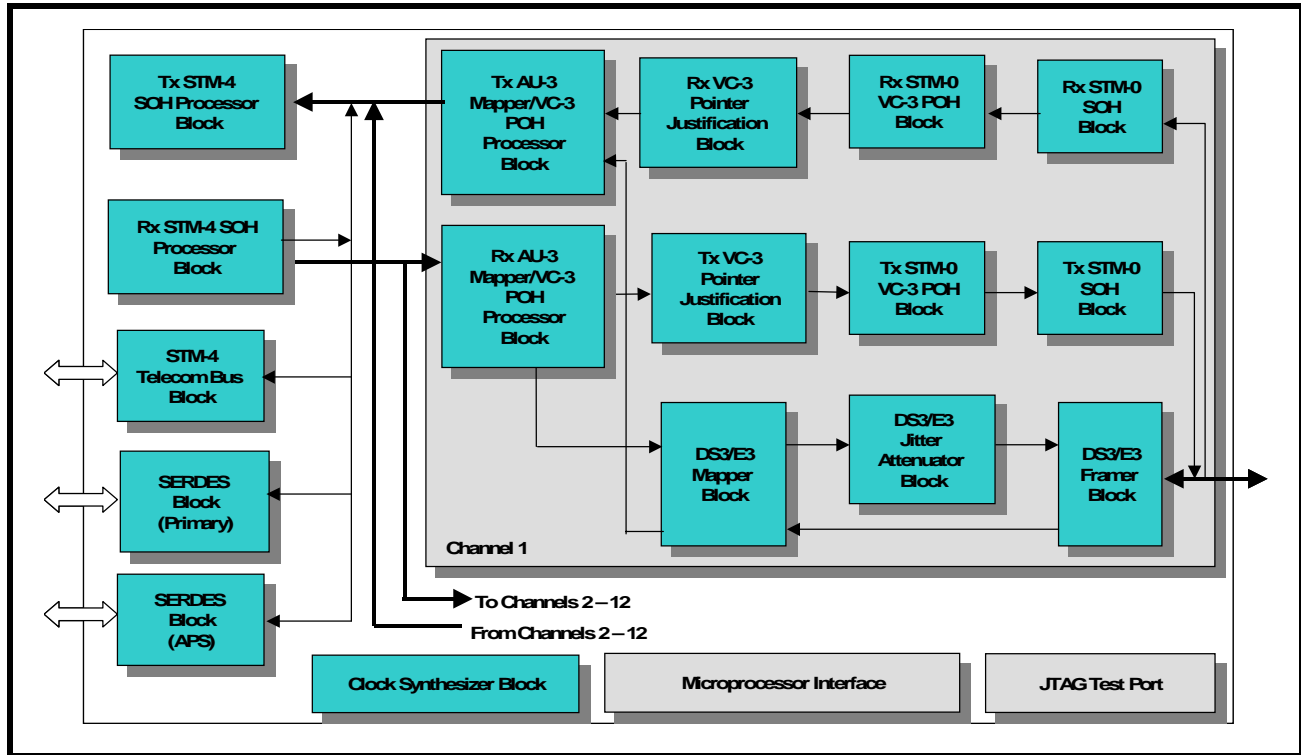 Tx STM-4
SOH Processor
Block
Tx AU-3
Mapper/VC-3
POH
Processor
Block
Rx VC-3
Pointer
Justification
Block
Rx STM-0
VC-3 POH
Block
Rx STM-0
SOH
Block
Rx STM-4 SOH
Processor
Block
Rx AU-3
Mapper/VC-3
POH
Processor
Block
Tx VC-3
Pointer
Justification
Block
Tx STM-0
VC-3 POH
Block
Tx STM-0
SOH
Block
STM-4
Telecom Bus
Block
DS3/E3
Mapper
Block
DS3/E3
Jitter
Attenuator
Block
DS3/E3
Framer
Block
SERDES
Block
(Primary)
Channel 1
SERDES
Block
(APS)
To Channels 2 – 12
From Channels 2 – 12
Clock Synthesizer Block
Microprocessor Interface
JTAG Test Port